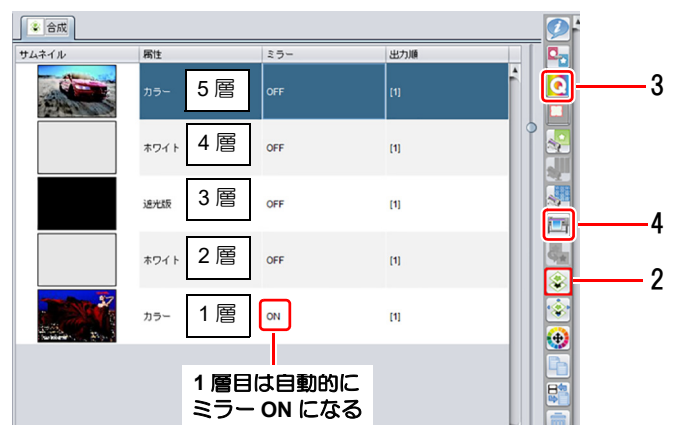 合成
サムネイル 属性 ミラー 出力順
カラー 5層 OFF [1]
ホワイト 4層 OFF [1]
遮光版 3層 OFF [1]
ホワイト 2層 OFF [1]
カラー 1層 ON [1]
1層目は自動的に
ミラー ON になる
3
4
2